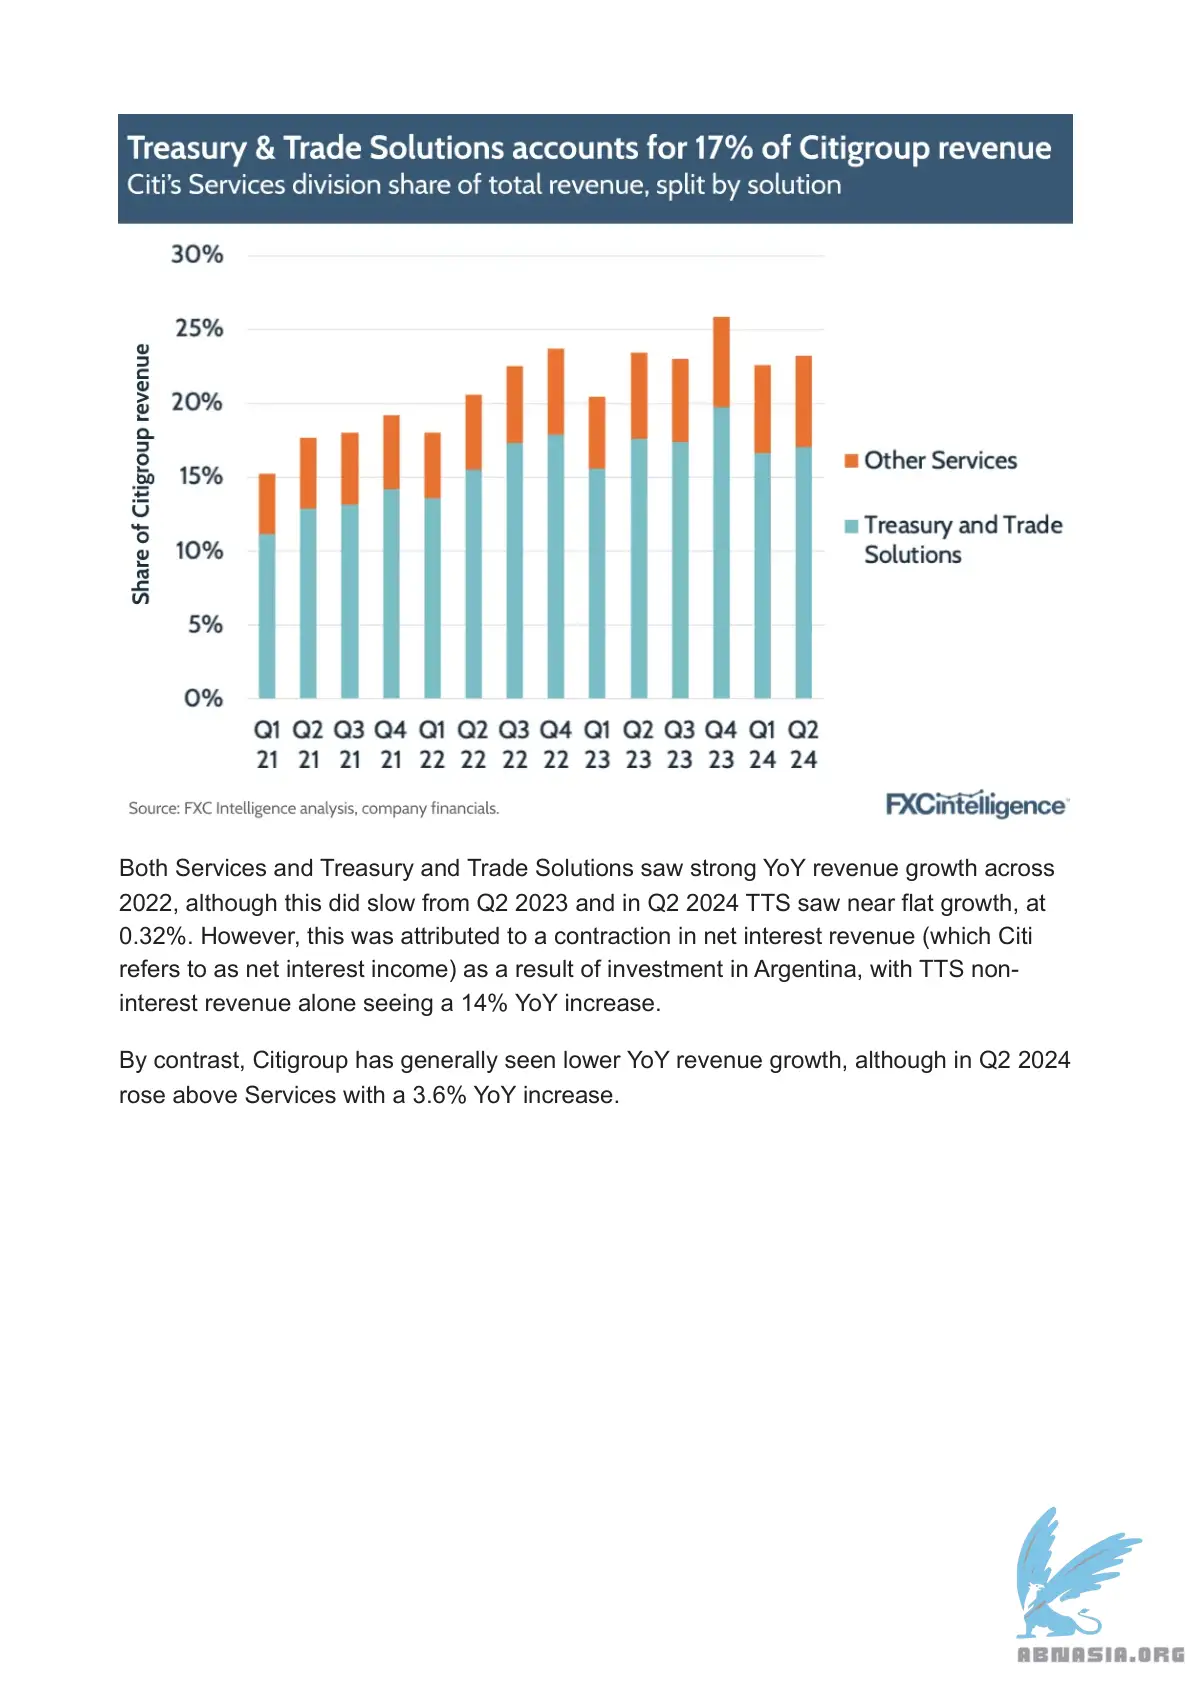 Treasury & Trade Solutions accounts for 17% of Citigroup revenue
Citi's Services division share of total revenue, split by solution
Share of Citigroup revenue
30%
25%
20%
15%
10%
5%
0%
Other Services
Treasury and Trade
Solutions
Q1 Q2 Q3 Q4 Q1 Q2 Q3 Q4 Q1 Q2 Q3 Q4 Q1 Q2
21 21 21 21 22 22 22 22 23 23 23 23 24 24
Source: FXC Intelligence analysis, company financials.
FXCintelligence™
Both Services and Treasury and Trade Solutions saw strong YoY revenue growth across
2022, although this did slow from Q2 2023 and in Q2 2024 TTS saw near flat growth, at
0.32%. However, this was attributed to a contraction in net interest revenue (which Citi
refers to as net interest income) as a result of investment in Argentina, with TTS non-
interest revenue alone seeing a 14% YoY increase.
By contrast, Citigroup has generally seen lower YoY revenue growth, although in Q2 2024
rose above Services with a 3.6% YoY increase.
ABNASIA.ORG